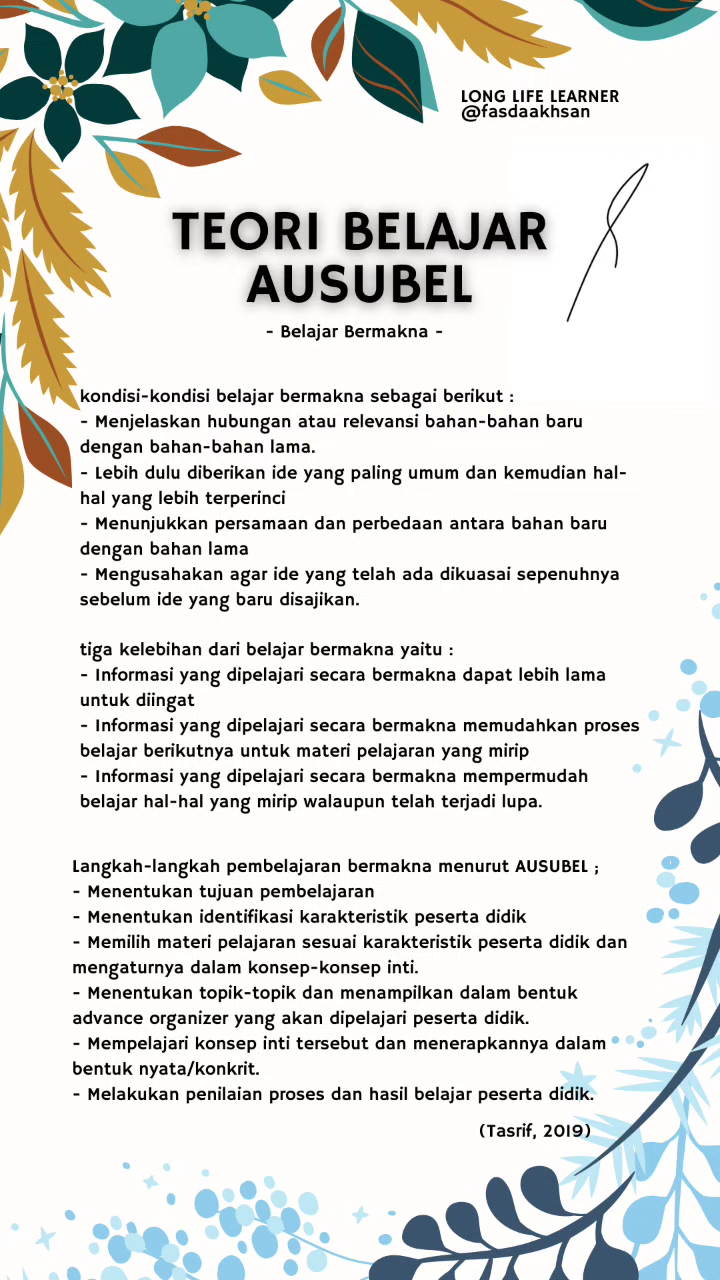 LONG LIFE LEARNER
@fasdaakhsan
TEORI BELAJAR
AUSUBEL
- Belajar Bermakna -
kondisi-kondisi belajar bermakna sebagai berikut :
- Menjelaskan hubungan atau relevansi bahan-bahan baru
dengan bahan-bahan lama.
- Lebih dulu diberikan ide yang paling umum dan kemudian hal-
hal yang lebih terperinci
- Menunjukkan persamaan dan perbedaan antara bahan baru
dengan bahan lama
- Mengusahakan agar ide yang telah ada dikuasai sepenuhnya
sebelum ide yang baru disajikan.
tiga kelebihan dari belajar bermakna yaitu :
- Informasi yang dipelajari secara bermakna dapat lebih lama
untuk diingat
- Informasi yang dipelajari secara bermakna memudahkan proses
belajar berikutnya untuk materi pelajaran yang mirip
- Informasi yang dipelajari secara bermakna mempermudah
belajar hal-hal yang mirip walaupun telah terjadi lupa.
Langkah-langkah pembelajaran bermakna menurut AUSUBEL ;
- Menentukan tujuan pembelajaran
- Menentukan identifikasi karakteristik peserta didik
- Memilih materi pelajaran sesuai karakteristik peserta didik dan
mengaturnya dalam konsep-konsep inti.
- Menentukan topik-topik dan menampilkan dalam bentuk
advance organizer yang akan dipelajari peserta didik.
- Mempelajari konsep inti tersebut dan menerapkannya dalam
bentuk nyata/konkrit.
- Melakukan penilaian proses dan hasil belajar peserta didik.
(Tasrif, 2019)